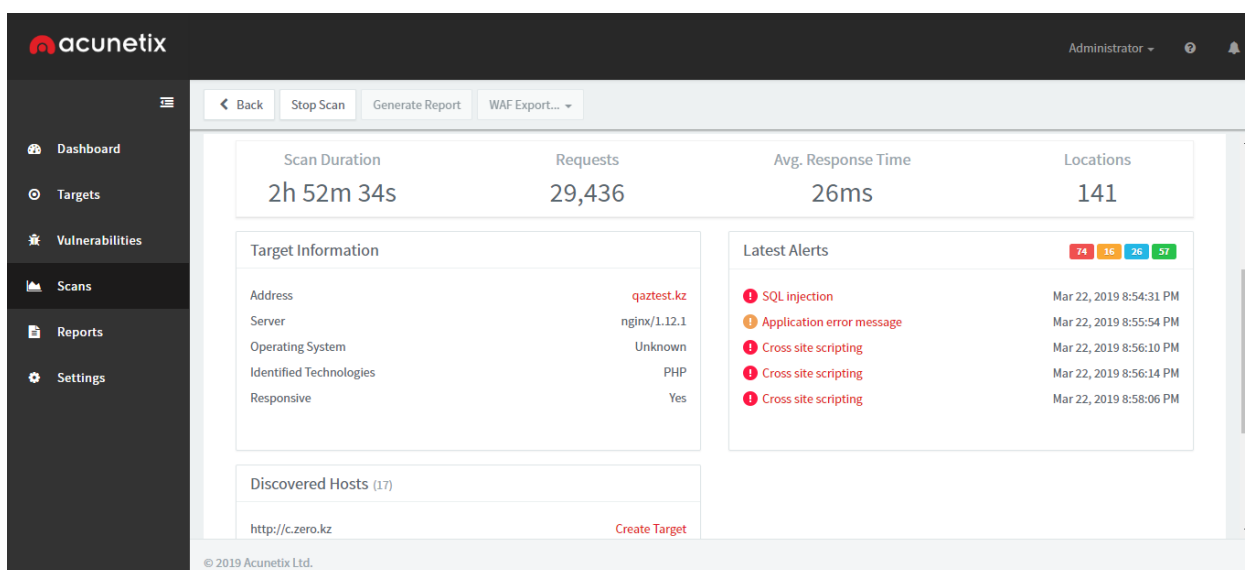 acunetix
Administrator
Back Stop Scan Generate Report WAF Export...
Dashboard
Targets
Vulnerabilities
Scans
Reports
Settings
Scan Duration Requests Avg. Response Time Locations
2h 52m 34s 29,436 26ms 141
Target Information
Address qaztest.kz
Server nginx/1.12.1
Operating System Unknown
Identified Technologies PHP
Responsive Yes
Latest Alerts 74 16 26 57
SQL injection Mar 22, 2019 8:54:31 PM
Application error message Mar 22, 2019 8:55:54 PM
Cross site scripting Mar 22, 2019 8:56:10 PM
Cross site scripting Mar 22, 2019 8:56:14 PM
Cross site scripting Mar 22, 2019 8:58:06 PM
Discovered Hosts (17)
http://c.zero.kz Create Target
© 2019 Acunetix Ltd.